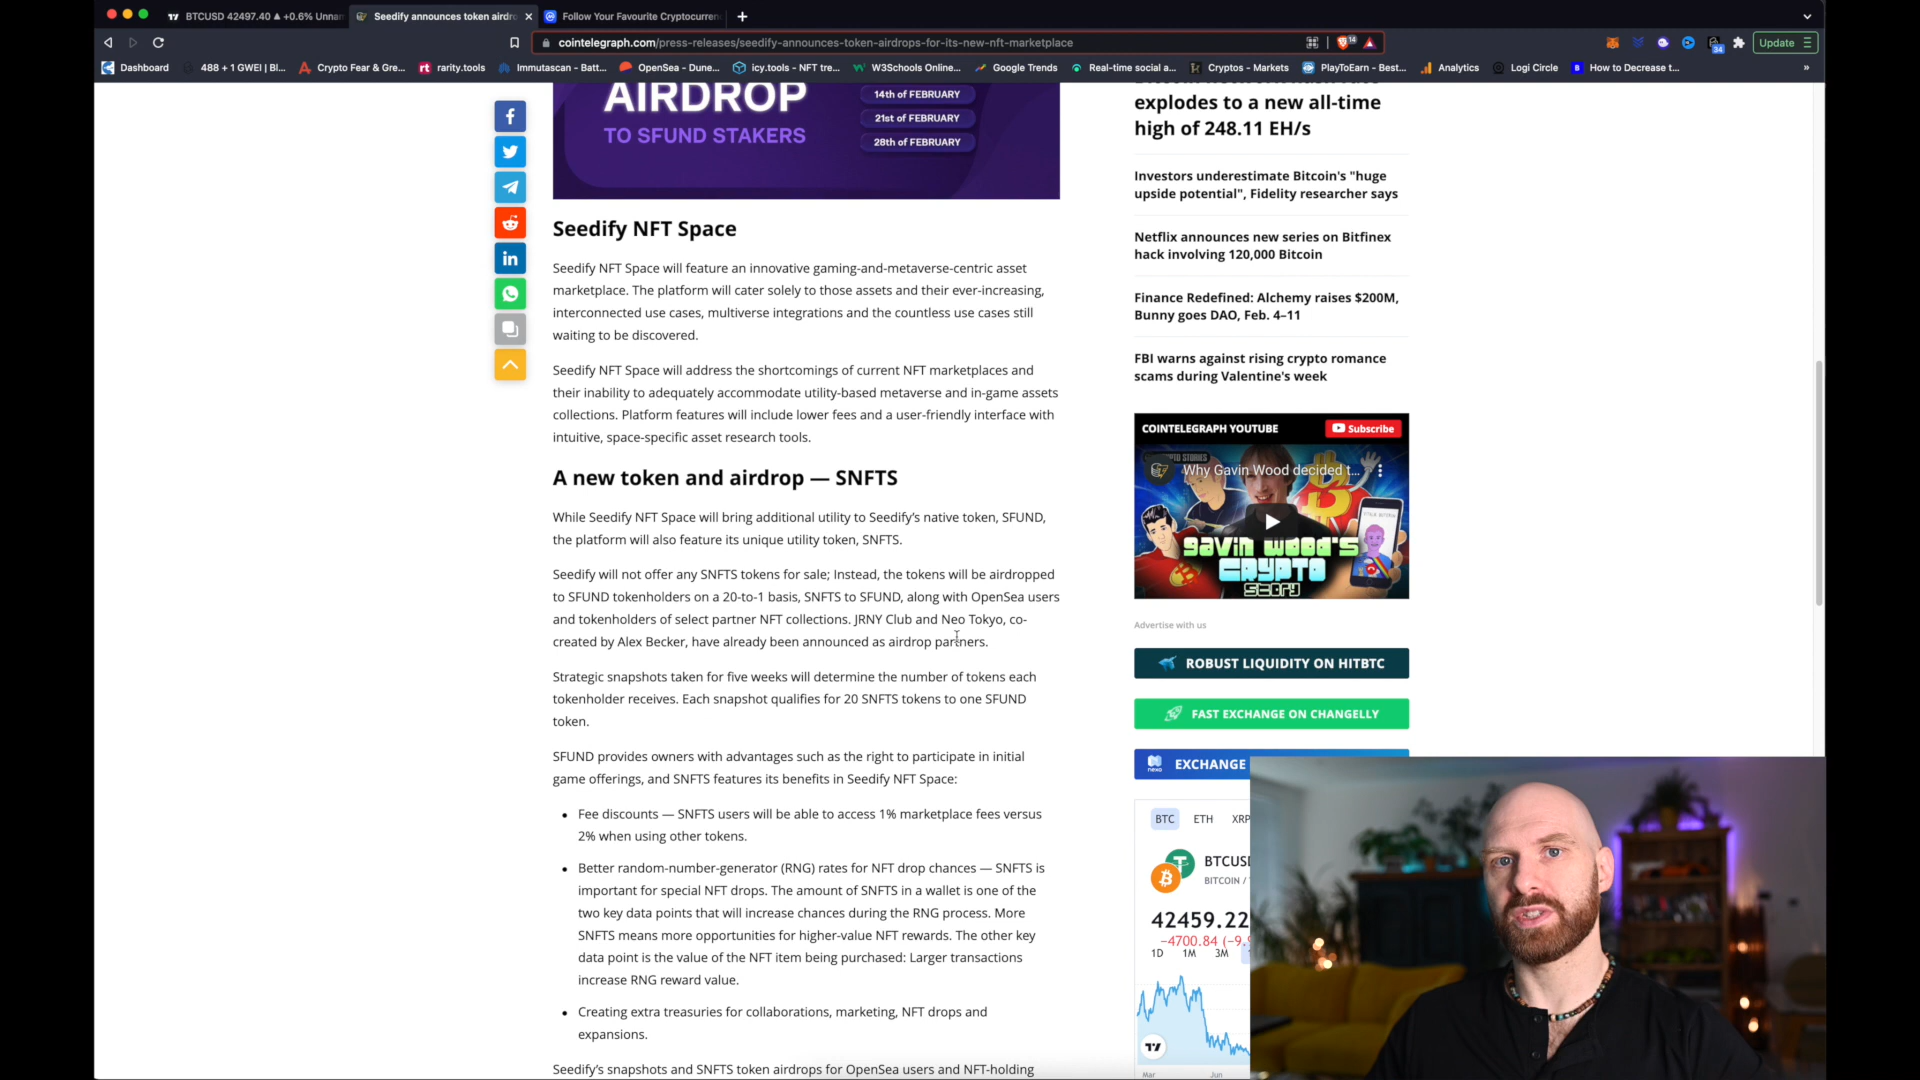 BTCUSD 42497.40 ▲ +0.6% Unnam
Seedify announces token airdro
Follow Your Favourite Cryptocurrenc
cointelegraph.com/press-releases/seedify-announces-token-airdrops-for-its-new-nft-marketplace
14
34
Update
Dashboard
488 + 1 GWEI | Bl...
Crypto Fear & Gre...
rt
rarity.tools
Immutascan - Batt...
OpenSea - Dune...
icy.tools - NFT tre...
W3Schools Online...
Google Trends
Real-time social a...
Cryptos - Markets
PlayToEarn - Best...
Analytics
Logi Circle
How to Decrease t...
»
AIRDROP
TO SFUND STAKERS
14th of FEBRUARY
21st of FEBRUARY
28th of FEBRUARY
Seedify NFT Space
Seedify NFT Space will feature an innovative gaming-and-metaverse-centric asset
marketplace. The platform will cater solely to those assets and their ever-increasing,
interconnected use cases, multiverse integrations and the countless use cases still
waiting to be discovered.
Seedify NFT Space will address the shortcomings of current NFT marketplaces and
their inability to adequately accommodate utility-based metaverse and in-game assets
collections. Platform features will include lower fees and a user-friendly interface with
intuitive, space-specific asset research tools.
A new token and airdrop — SNFTS
While Seedify NFT Space will bring additional utility to Seedify’s native token, SFUND,
the platform will also feature its unique utility token, SNFTS.
Seedify will not offer any SNFTS tokens for sale; Instead, the tokens will be airdropped
to SFUND tokenholders on a 20-to-1 basis, SNFTS to SFUND, along with OpenSea users
and tokenholders of select partner NFT collections. JRNY Club and Neo Tokyo, co-
created by Alex Becker, have already been announced as airdrop partners.
Strategic snapshots taken for five weeks will determine the number of tokens each
tokenholder receives. Each snapshot qualifies for 20 SNFTS tokens to one SFUND
token.
SFUND provides owners with advantages such as the right to participate in initial
game offerings, and SNFTS features its benefits in Seedify NFT Space:
• Fee discounts — SNFTS users will be able to access 1% marketplace fees versus
2% when using other tokens.
• Better random-number-generator (RNG) rates for NFT drop chances — SNFTS is
important for special NFT drops. The amount of SNFTS in a wallet is one of the
two key data points that will increase chances during the RNG process. More
SNFTS means more opportunities for higher-value NFT rewards. The other key
data point is the value of the NFT item being purchased: Larger transactions
increase RNG reward value.
• Creating extra treasuries for collaborations, marketing, NFT drops and
expansions.
Seedify’s snapshots and SNFTS token airdrops for OpenSea users and NFT-holding
explodes to a new all-time
high of 248.11 EH/s
Investors underestimate Bitcoin's "huge
upside potential", Fidelity researcher says
Netflix announces new series on Bitfinex
hack involving 120,000 Bitcoin
Finance Redefined: Alchemy raises $200M,
Bunny goes DAO, Feb. 4–11
FBI warns against rising crypto romance
scams during Valentine's week
COINTELEGRAPH YOUTUBE
Subscribe
Why Gavin Wood decided t...
GAVIN WOOD'S
CRYPTO
STORY
Advertise with us
ROBUST LIQUIDITY ON HITBTC
FAST EXCHANGE ON CHANGELLY
nexo
EXCHANGE
BTC
ETH
XRP
BTCUSD
BITCOIN /
42459.22
−4700.84 (−9.9
1D
1M
3M
Mar
Jun